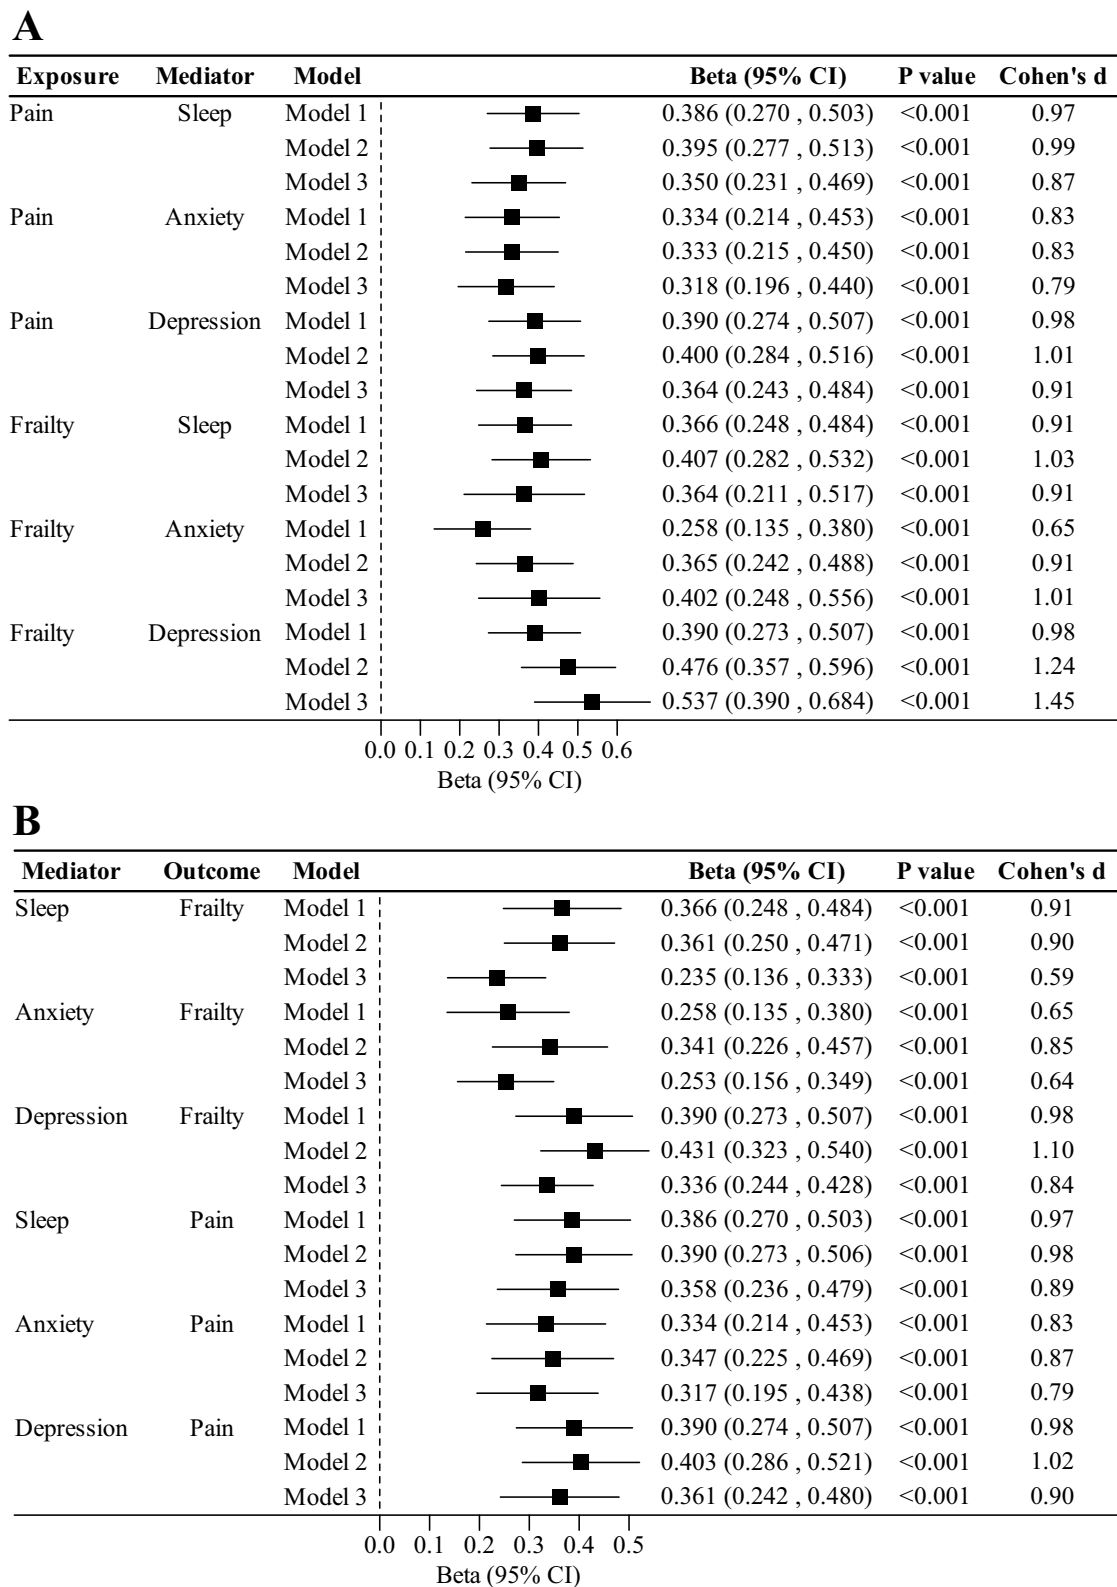 A
Exposure Mediator Model Beta (95% CI) P value Cohen's d
Pain Sleep Model 1 0.386 (0.270 , 0.503) <0.001 0.97
Model 2 0.395 (0.277 , 0.513) <0.001 0.99
Model 3 0.350 (0.231 , 0.469) <0.001 0.87
Pain Anxiety Model 1 0.334 (0.214 , 0.453) <0.001 0.83
Model 2 0.333 (0.215 , 0.450) <0.001 0.83
Model 3 0.318 (0.196 , 0.440) <0.001 0.79
Pain Depression Model 1 0.390 (0.274 , 0.507) <0.001 0.98
Model 2 0.400 (0.284 , 0.516) <0.001 1.01
Model 3 0.364 (0.243 , 0.484) <0.001 0.91
Frailty Sleep Model 1 0.366 (0.248 , 0.484) <0.001 0.91
Model 2 0.407 (0.282 , 0.532) <0.001 1.03
Model 3 0.364 (0.211 , 0.517) <0.001 0.91
Frailty Anxiety Model 1 0.258 (0.135 , 0.380) <0.001 0.65
Model 2 0.365 (0.242 , 0.488) <0.001 0.91
Model 3 0.402 (0.248 , 0.556) <0.001 1.01
Frailty Depression Model 1 0.390 (0.273 , 0.507) <0.001 0.98
Model 2 0.476 (0.357 , 0.596) <0.001 1.24
Model 3 0.537 (0.390 , 0.684) <0.001 1.45
0.0 0.1 0.2 0.3 0.4 0.5 0.6
Beta (95% CI)
B
Mediator Outcome Model Beta (95% CI) P value Cohen's d
Sleep Frailty Model 1 0.366 (0.248 , 0.484) <0.001 0.91
Model 2 0.361 (0.250 , 0.471) <0.001 0.90
Model 3 0.235 (0.136 , 0.333) <0.001 0.59
Anxiety Frailty Model 1 0.258 (0.135 , 0.380) <0.001 0.65
Model 2 0.341 (0.226 , 0.457) <0.001 0.85
Model 3 0.253 (0.156 , 0.349) <0.001 0.64
Depression Frailty Model 1 0.390 (0.273 , 0.507) <0.001 0.98
Model 2 0.431 (0.323 , 0.540) <0.001 1.10
Model 3 0.336 (0.244 , 0.428) <0.001 0.84
Sleep Pain Model 1 0.386 (0.270 , 0.503) <0.001 0.97
Model 2 0.390 (0.273 , 0.506) <0.001 0.98
Model 3 0.358 (0.236 , 0.479) <0.001 0.89
Anxiety Pain Model 1 0.334 (0.214 , 0.453) <0.001 0.83
Model 2 0.347 (0.225 , 0.469) <0.001 0.87
Model 3 0.317 (0.195 , 0.438) <0.001 0.79
Depression Pain Model 1 0.390 (0.274 , 0.507) <0.001 0.98
Model 2 0.403 (0.286 , 0.521) <0.001 1.02
Model 3 0.361 (0.242 , 0.480) <0.001 0.90
0.0 0.1 0.2 0.3 0.4 0.5
Beta (95% CI)